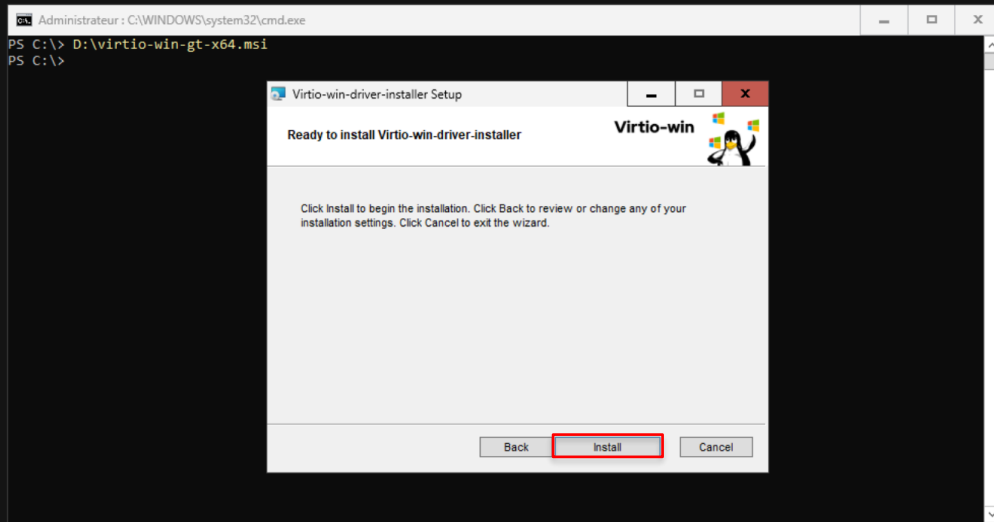 Administrateur : C:\WINDOWS\system32\cmd.exe
PS C:\> D:\virtio-win-gt-x64.msi
PS C:\>
Virtio-win-driver-installer Setup
Ready to install Virtio-win-driver-installer
Virtio-win
Click Install to begin the installation. Click Back to review or change any of your
installation settings. Click Cancel to exit the wizard.
Back
Install
Cancel